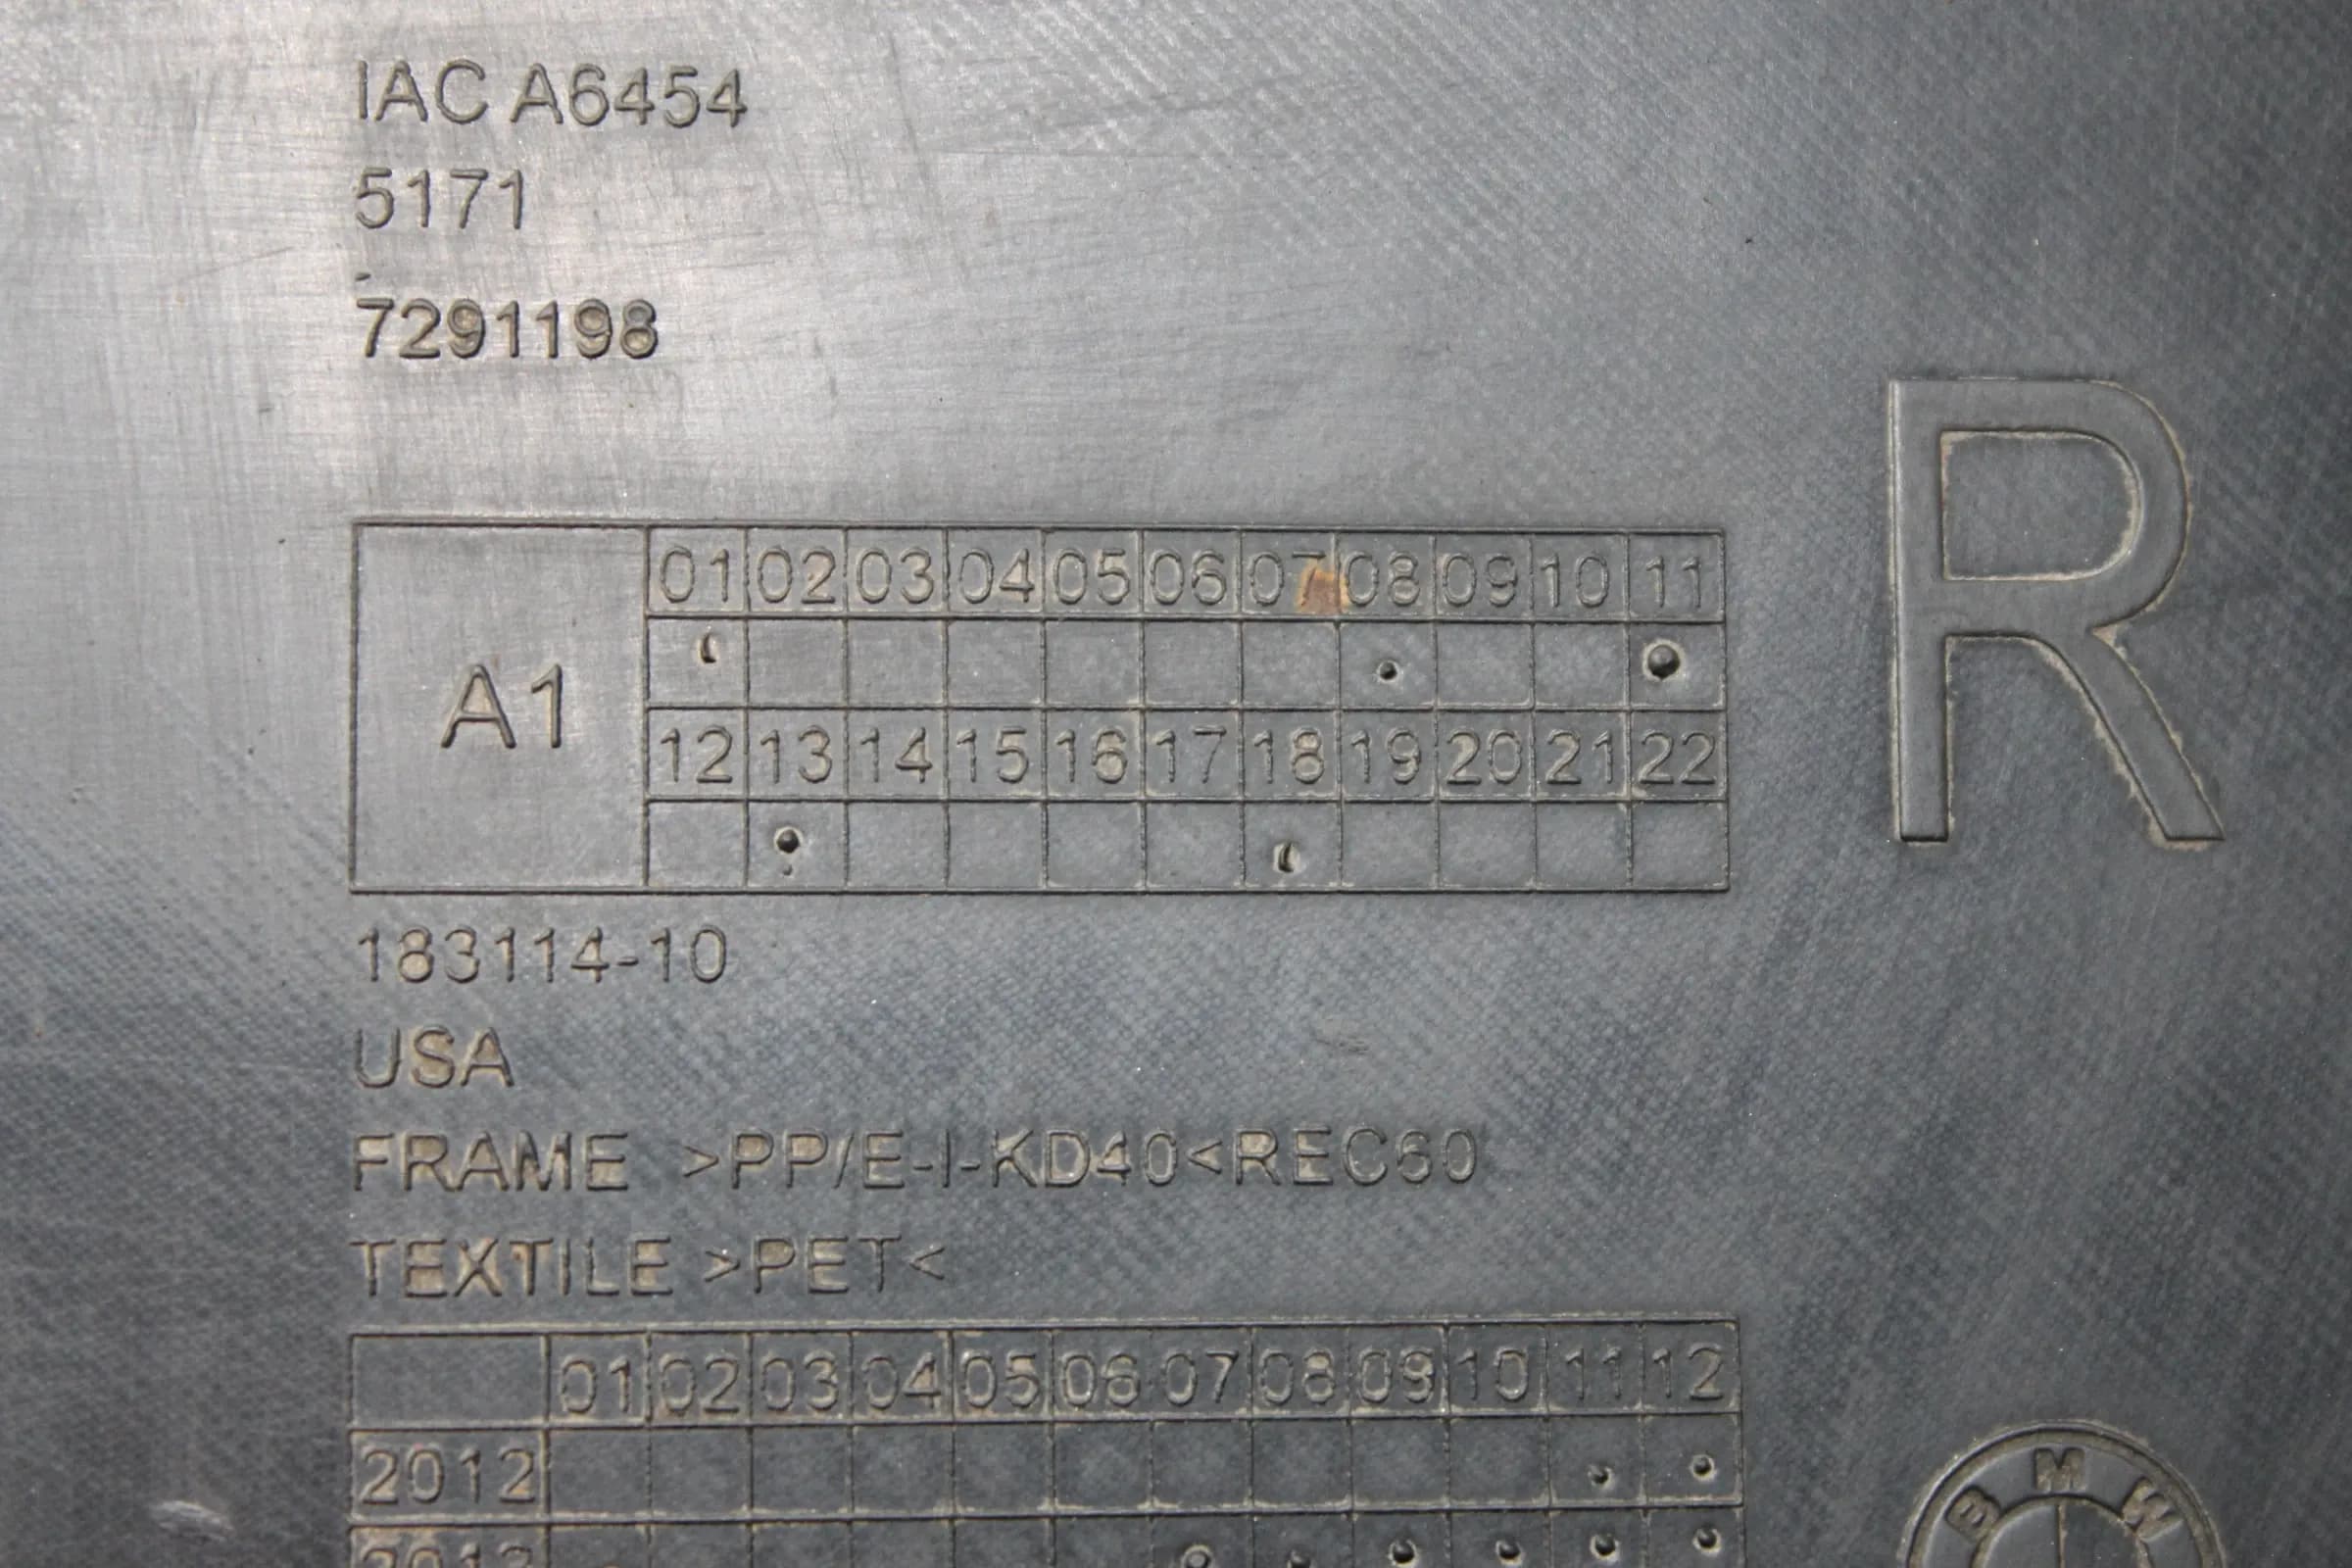 IAC A6454
5171
-
7291198
R
01 02 03 04 05 06 07 08 09 10 11
A1
12 13 14 15 16 17 18 19 20 21 22
183114-10
USA
FRAME >PP/E-I-KD40<REC60
TEXTILE >PET<
01 02 03 04 05 06 07 08 09 10 11 12
2012
2013
BMW